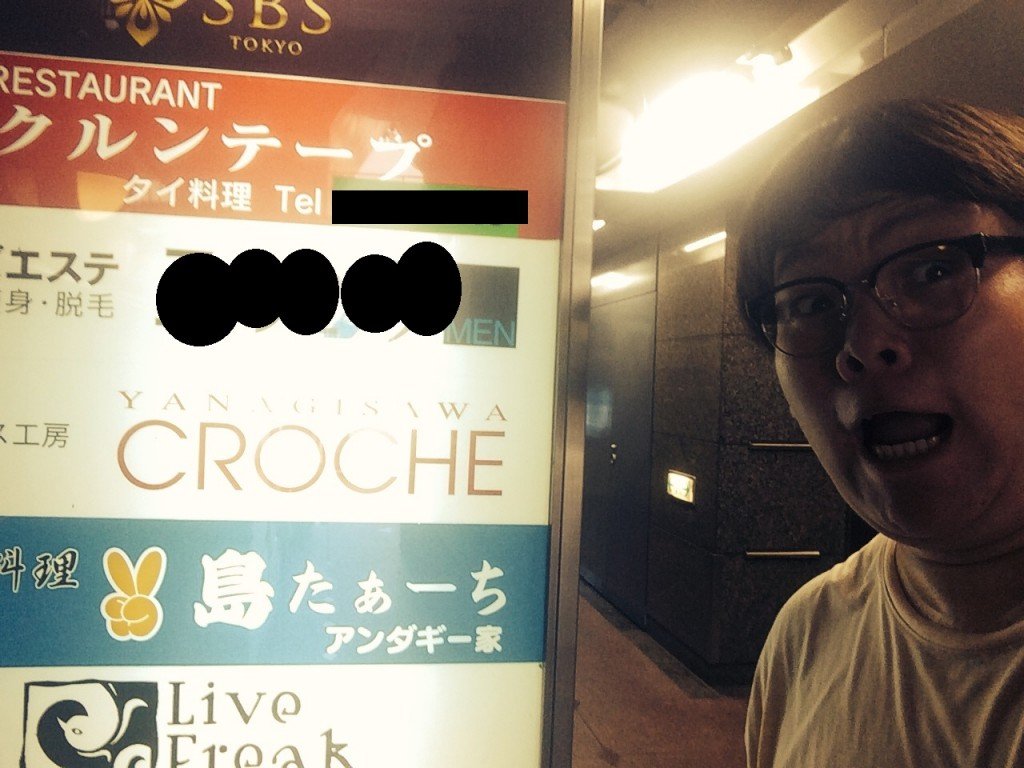 SBS
TOKYO
RESTAURANT
クルンテープ
タイ料理 Tel
エステ
身・脱毛
MEN
YANAGISAWA
ス工房
CROCHE
料理
島たぁーち
アンダギー家
Live
Freak